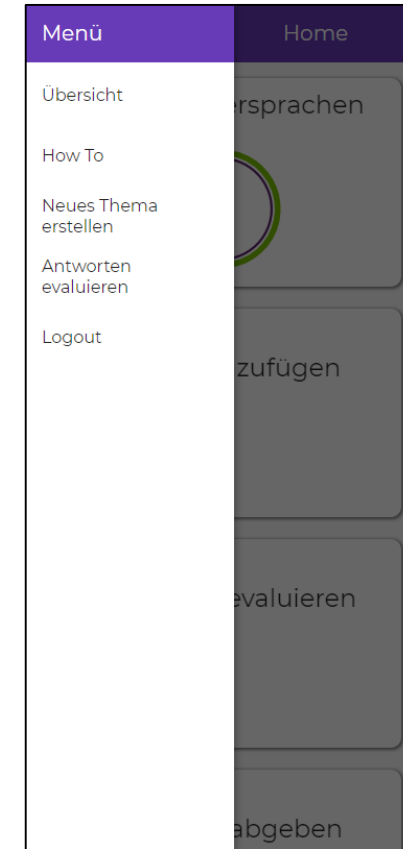 Menü
Home
Übersicht
ersprachen
How To
Neues Thema
erstellen
Antworten
evaluieren
Logout
zufügen
evaluieren
abgeben